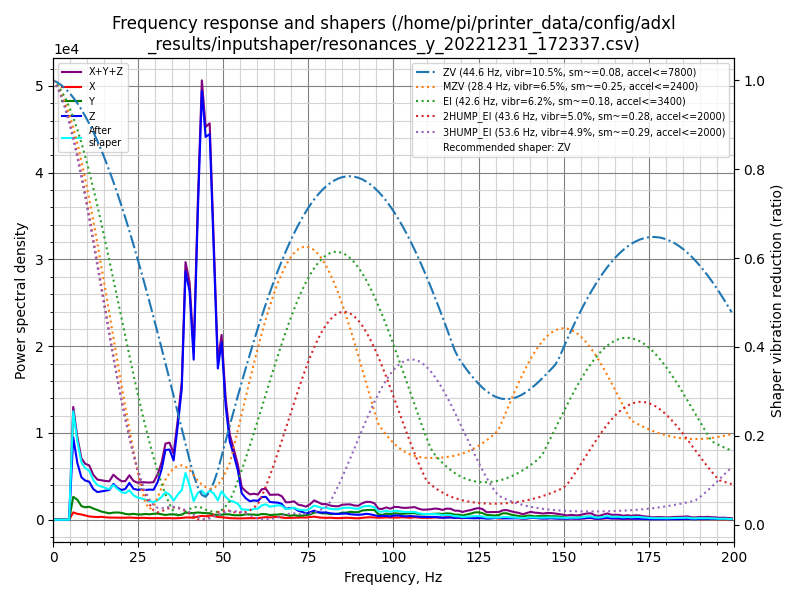 Frequency response and shapers (/home/pi/printer_data/config/adxl
_results/inputshaper/resonances_y_20221231_172337.csv)
1e4
X+Y+Z
X
Y
Z
After
shaper
ZV (44.6 Hz, vibr=10.5%, sm~=0.08, accel<=7800)
MZV (28.4 Hz, vibr=6.5%, sm~=0.25, accel<=2400)
EI (42.6 Hz, vibr=6.2%, sm~=0.18, accel<=3400)
2HUMP_EI (43.6 Hz, vibr=5.0%, sm~=0.28, accel<=2000)
3HUMP_EI (53.6 Hz, vibr=4.9%, sm~=0.29, accel<=2000)
Recommended shaper: ZV
5
4
3
2
1
0
Power spectral density
1.0
0.8
0.6
0.4
0.2
0.0
Shaper vibration reduction (ratio)
0 25 50 75 100 125 150 175 200
Frequency, Hz